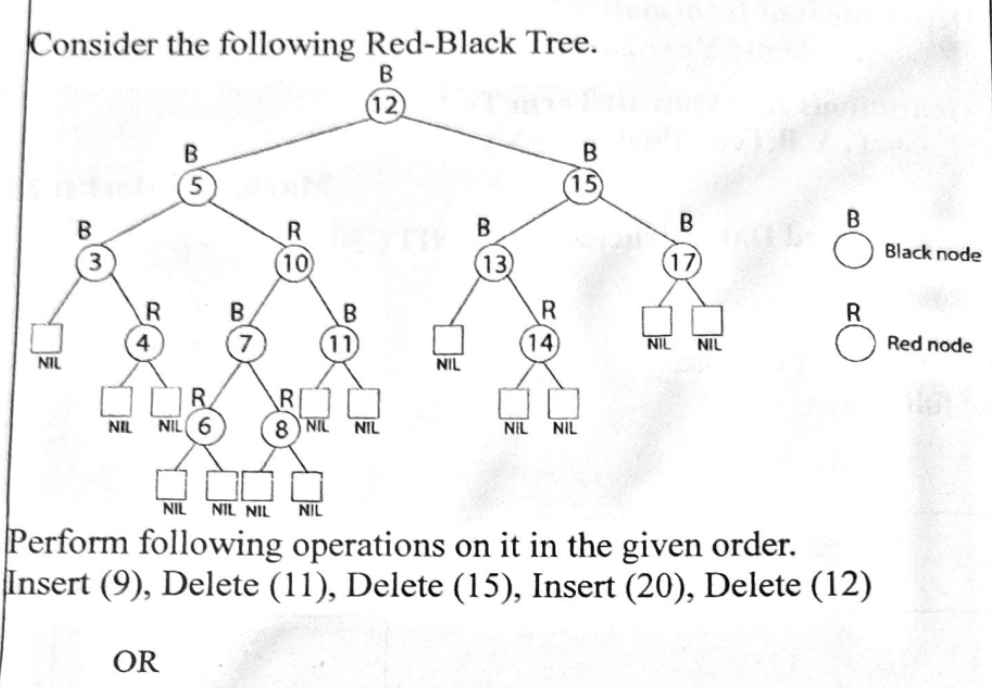 Consider the following Red-Black Tree.
B
12
B
5
B
15
B
3
R
10
B
13
B
17
B
Black node
R
4
B
7
B
11
R
14
R
Red node
NIL
NIL
NIL
NIL
NIL
NIL
R
6
R
8
NIL
NIL
NIL
NIL
NIL
NIL
NIL
NIL
Perform following operations on it in the given order.
Insert (9), Delete (11), Delete (15), Insert (20), Delete (12)
OR